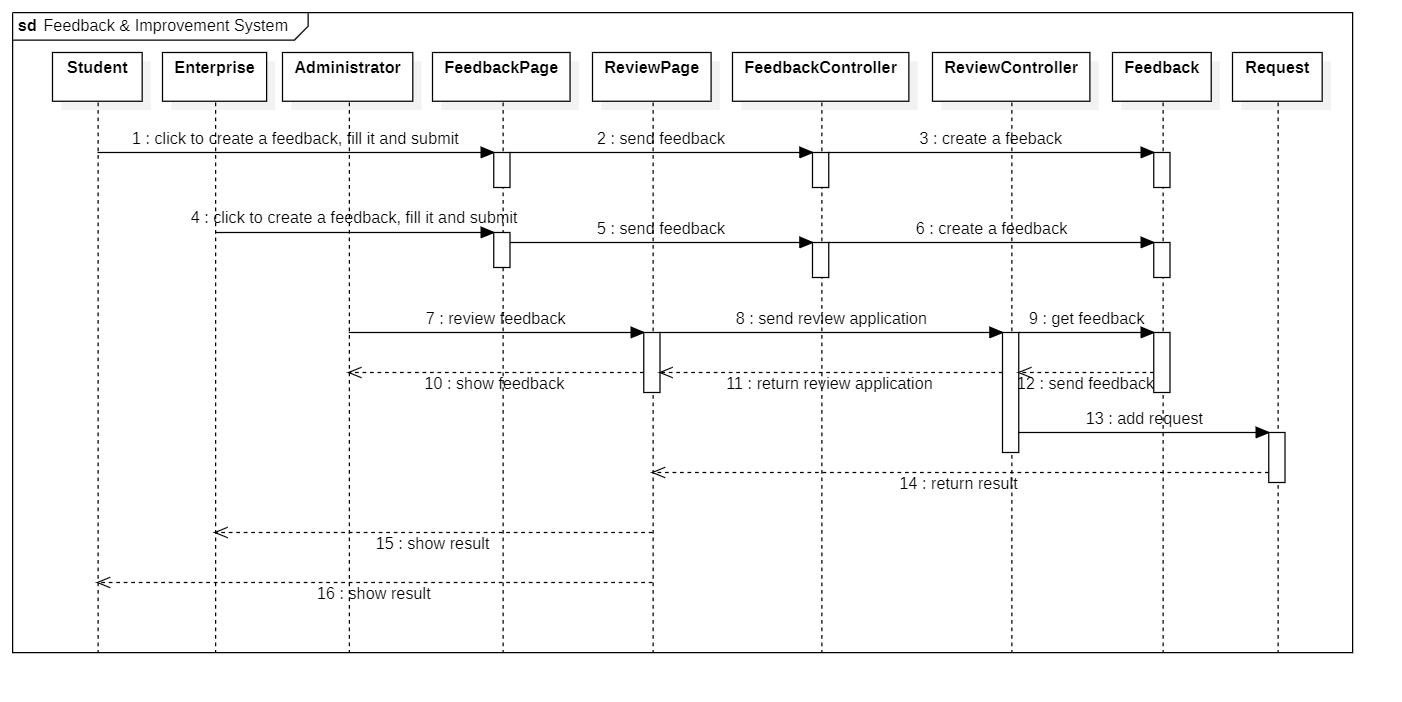 sd Feedback & Improvement System
Student
Enterprise
Administrator
FeedbackPage
ReviewPage
FeedbackController
ReviewController
Feedback
Request
1 : click to create a feedback, fill it and submit
2 : send feedback
3 : create a feeback
4 : click to create a feedback, fill it and submit
5 : send feedback
6 : create a feedback
7 : review feedback
8 : send review application
9 : get feedback
10 : show feedback
11 : return review application
12 : send feedback
13 : add request
14 : return result
15 : show result
16 : show result